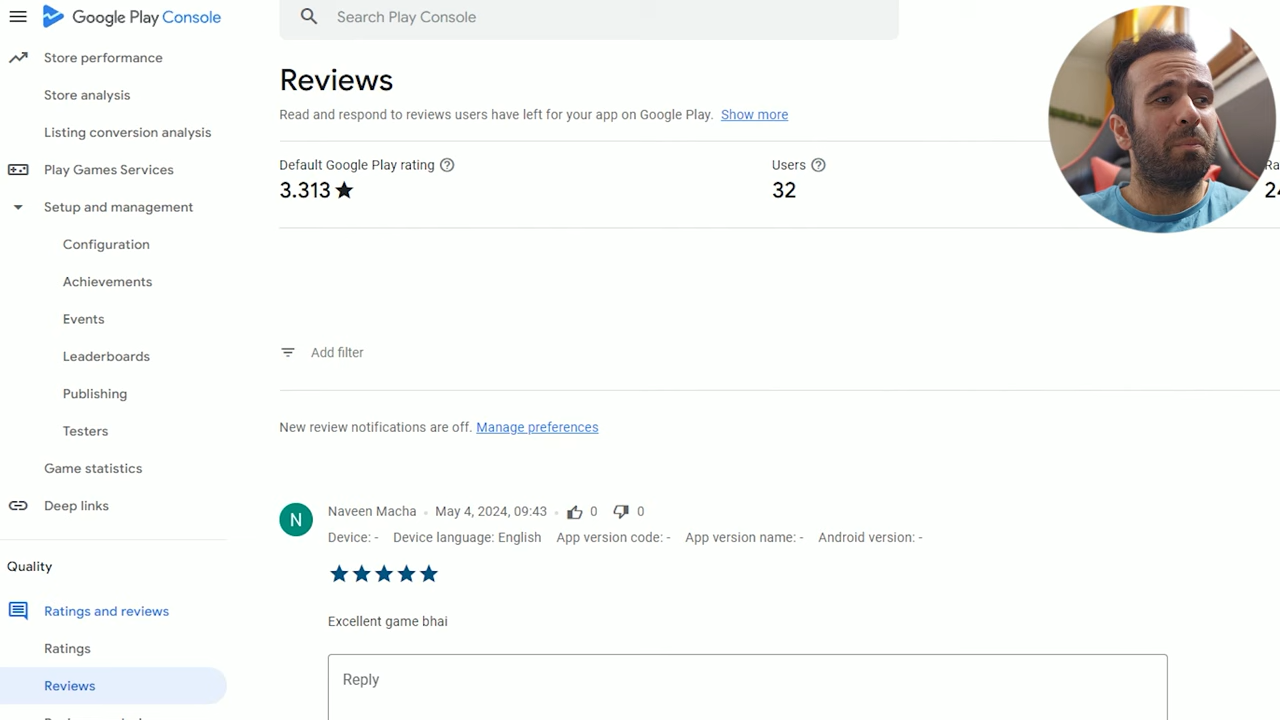 Google Play Console
Search Play Console
Store performance
Store analysis
Listing conversion analysis
Play Games Services
Setup and management
Configuration
Achievements
Events
Leaderboards
Publishing
Testers
Game statistics
Deep links
Quality
Ratings and reviews
Ratings
Reviews
Reviews
Read and respond to reviews users have left for your app on Google Play. Show more
Default Google Play rating
3.313 ★
Users
32
Add filter
New review notifications are off. Manage preferences
N
Naveen Macha • May 4, 2024, 09:43 • 0 0
Device: - Device language: English App version code: - App version name: - Android version: -
Excellent game bhai
Reply